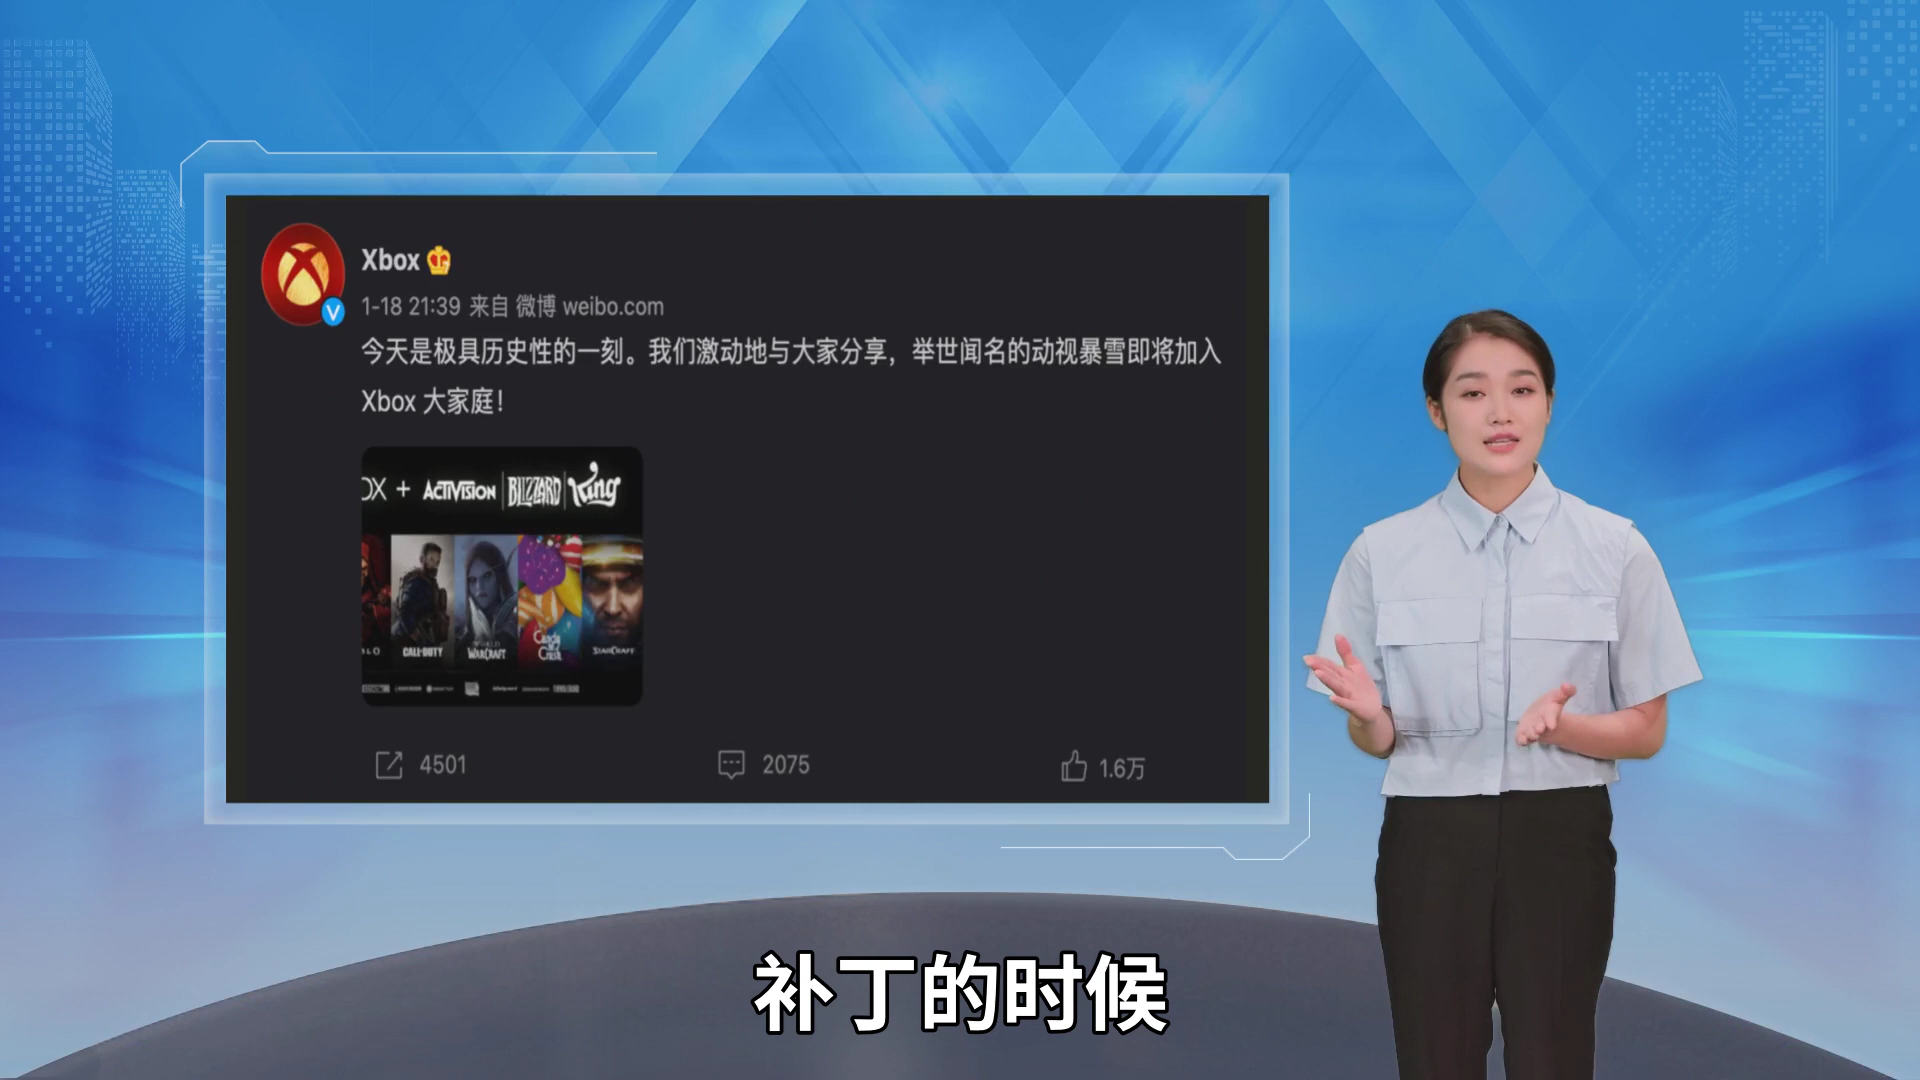 Xbox
1-18 21:39 来自 微博 weibo.com
今天是极具历史性的一刻。我们激动地与大家分享，举世闻名的动视暴雪即将加入
Xbox 大家庭！
OX + ACTIVISION | BLIZZARD | King
LO CALL·DUTY WARCRAFT Candy Crush STARCRAFT
4501 2075 1.6万
补丁的时候